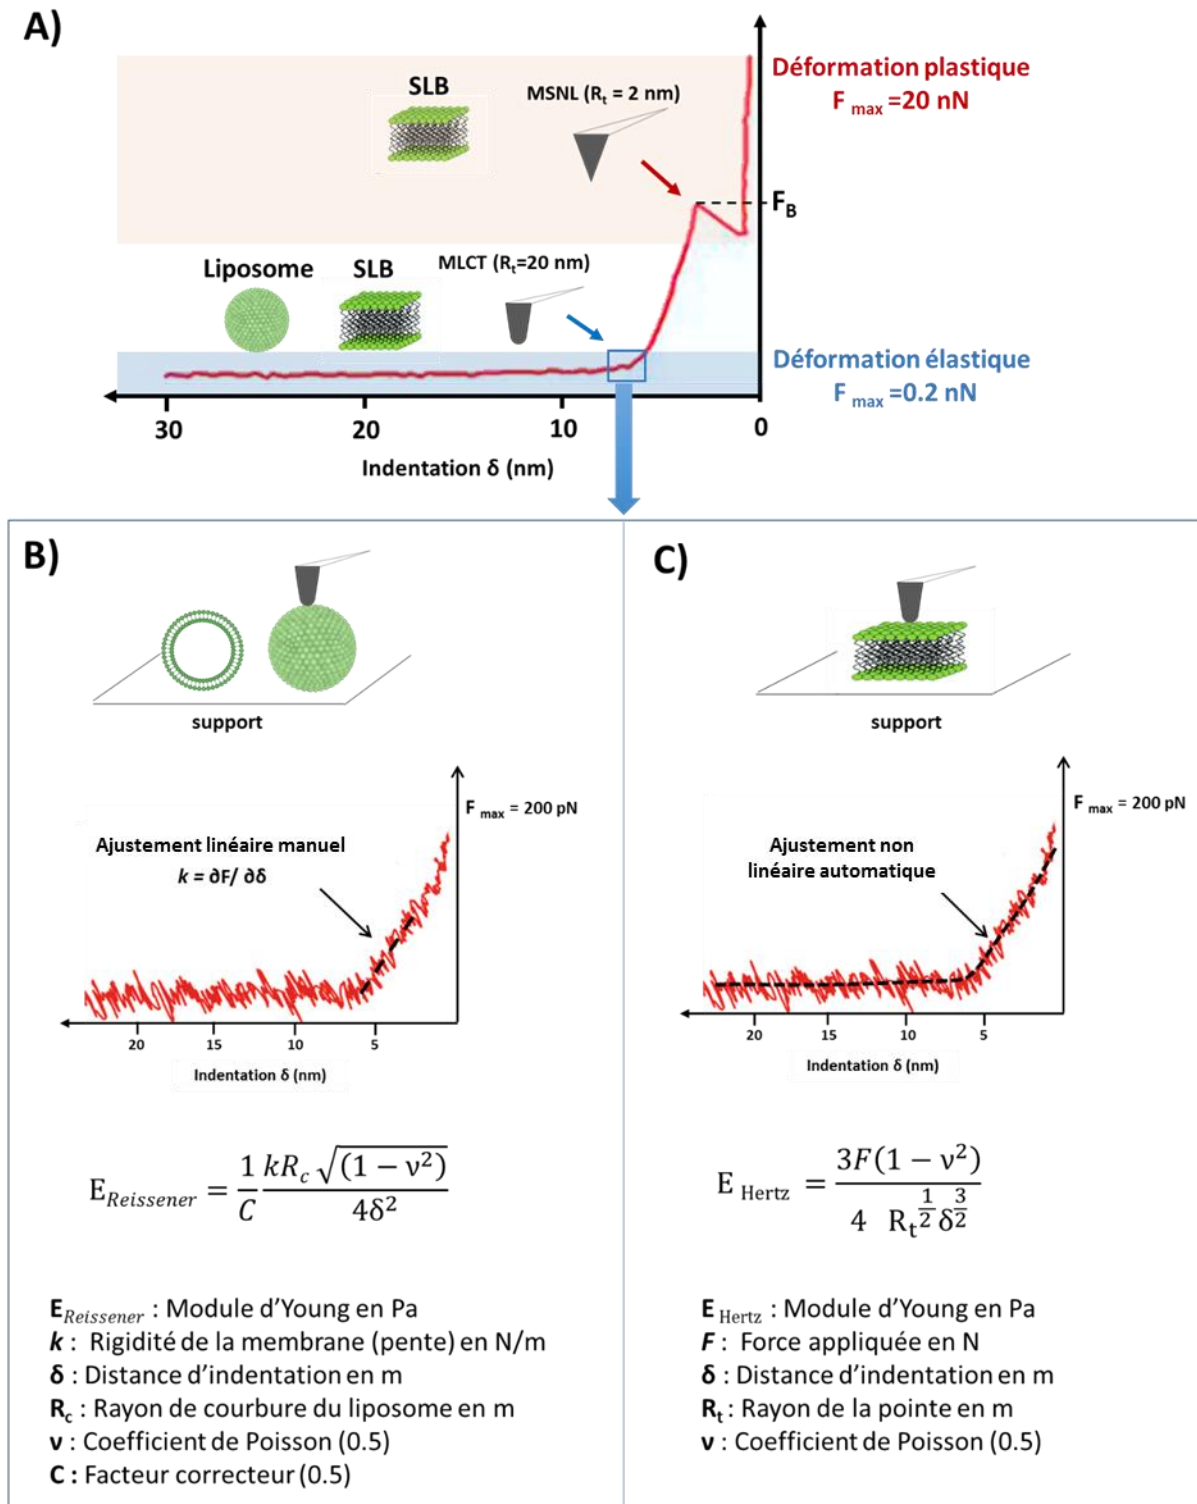 A)
Déformation plastique
F max =20 nN
SLB
MSNL (Rt = 2 nm)
FB
Liposome
SLB
MLCT (Rt=20 nm)
Déformation élastique
F max =0.2 nN
30
20
10
0
Indentation δ (nm)
B)
support
F max = 200 pN
Ajustement linéaire manuel
k = ∂F/ ∂δ
20
15
10
5
Indentation δ (nm)
E_Reissener = 1/C kRc √(1 − ν²) / 4δ²
E_Reissener : Module d'Young en Pa
k : Rigidité de la membrane (pente) en N/m
δ : Distance d'indentation en m
Rc : Rayon de courbure du liposome en m
ν : Coefficient de Poisson (0.5)
C : Facteur correcteur (0.5)
C)
support
F max = 200 pN
Ajustement non
linéaire automatique
20
15
10
5
Indentation δ (nm)
E Hertz = 3F(1 − ν²) / 4 Rt^1/2 δ^3/2
E Hertz : Module d'Young en Pa
F : Force appliquée en N
δ : Distance d'indentation en m
Rt : Rayon de la pointe en m
ν : Coefficient de Poisson (0.5)